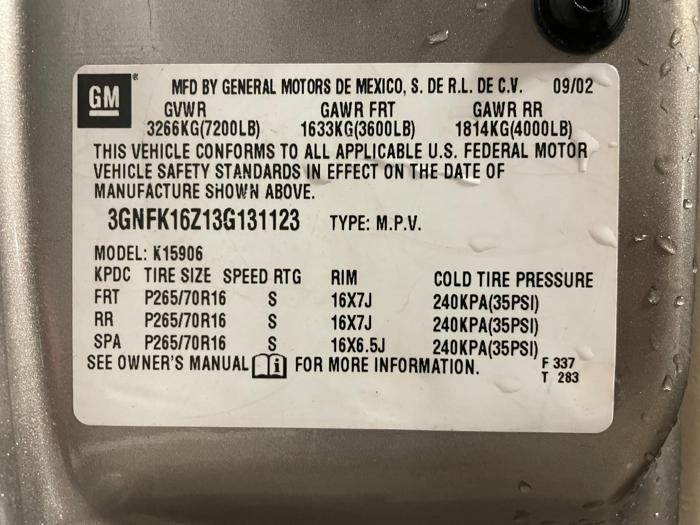 GM ® MFD BY GENERAL MOTORS DE MEXICO, S. DE R.L. DE C.V. 09/02
GVWR GAWR FRT GAWR RR
3266KG(7200LB) 1633KG(3600LB) 1814KG(4000LB)
THIS VEHICLE CONFORMS TO ALL APPLICABLE U.S. FEDERAL MOTOR
VEHICLE SAFETY STANDARDS IN EFFECT ON THE DATE OF
MANUFACTURE SHOWN ABOVE.
3GNFK16Z13G131123 TYPE: M.P.V.
MODEL: K15906
KPDC TIRE SIZE SPEED RTG RIM COLD TIRE PRESSURE
FRT P265/70R16 S 16X7J 240KPA(35PSI)
RR P265/70R16 S 16X7J 240KPA(35PSI)
SPA P265/70R16 S 16X6.5J 240KPA(35PSI)
SEE OWNER'S MANUAL i FOR MORE INFORMATION. F 337
T 283